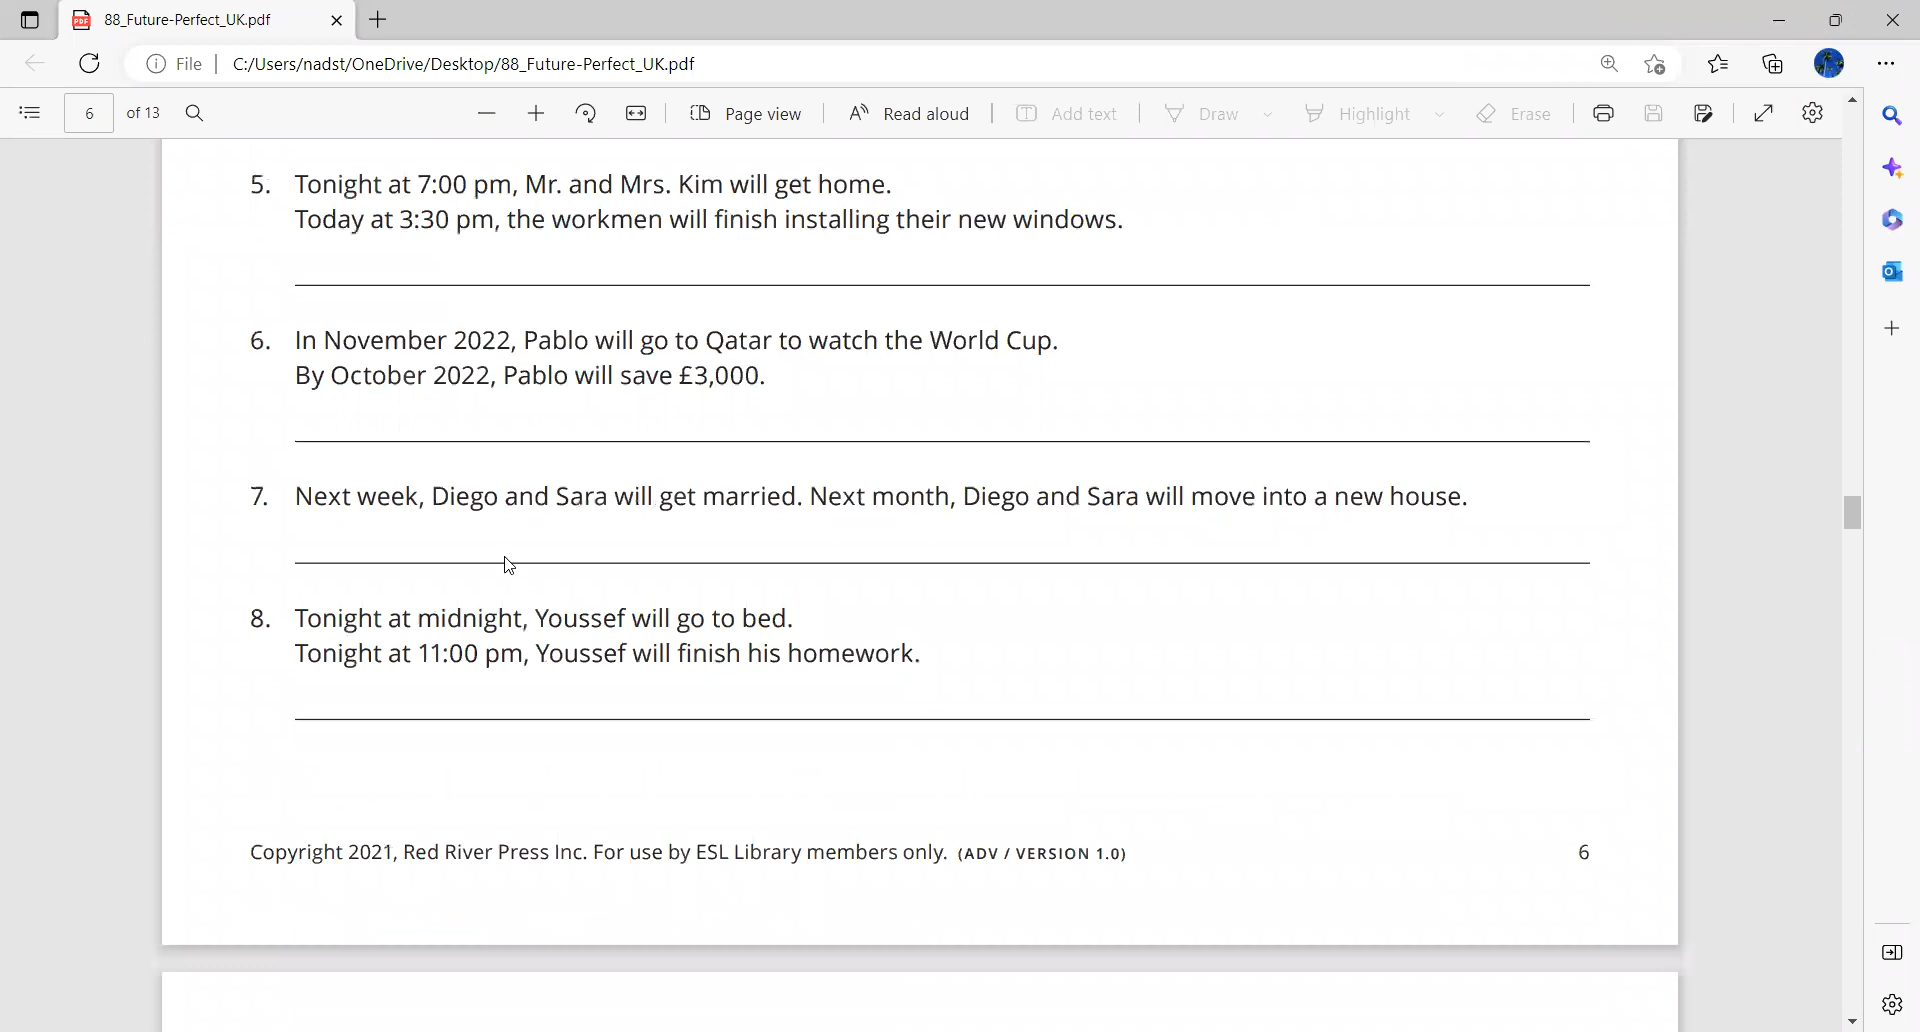 88_Future-Perfect_UK.pdf
File C:/Users/nadst/OneDrive/Desktop/88_Future-Perfect_UK.pdf
6 of 13 Page view Read aloud Add text Draw Highlight Erase
5. Tonight at 7:00 pm, Mr. and Mrs. Kim will get home.
Today at 3:30 pm, the workmen will finish installing their new windows.
6. In November 2022, Pablo will go to Qatar to watch the World Cup.
By October 2022, Pablo will save £3,000.
7. Next week, Diego and Sara will get married. Next month, Diego and Sara will move into a new house.
8. Tonight at midnight, Youssef will go to bed.
Tonight at 11:00 pm, Youssef will finish his homework.
Copyright 2021, Red River Press Inc. For use by ESL Library members only. (ADV / VERSION 1.0) 6